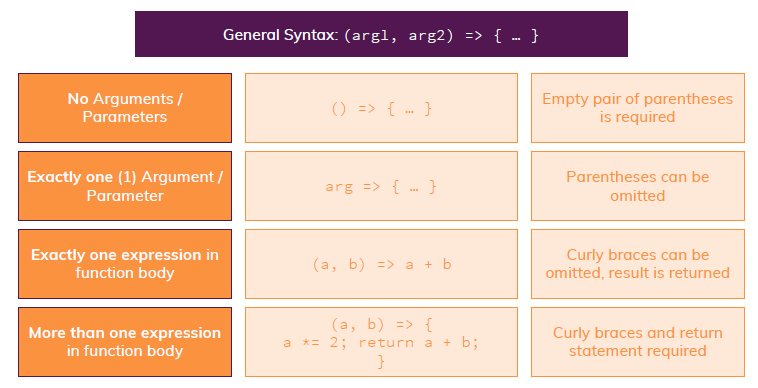 General Syntax: (arg1, arg2) => { … }
No Arguments /
Parameters
() => { … }
Empty pair of parentheses
is required
Exactly one (1) Argument /
Parameter
arg => { … }
Parentheses can be
omitted
Exactly one expression in
function body
(a, b) => a + b
Curly braces can be
omitted, result is returned
More than one expression
in function body
(a, b) => {
a *= 2; return a + b;
}
Curly braces and return
statement required